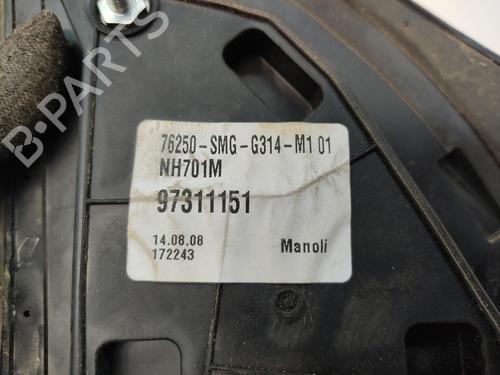 76250-SMG-G314-M1 01
NH701M
97311151
14.08.08 Manoli
172243
B-PARTS